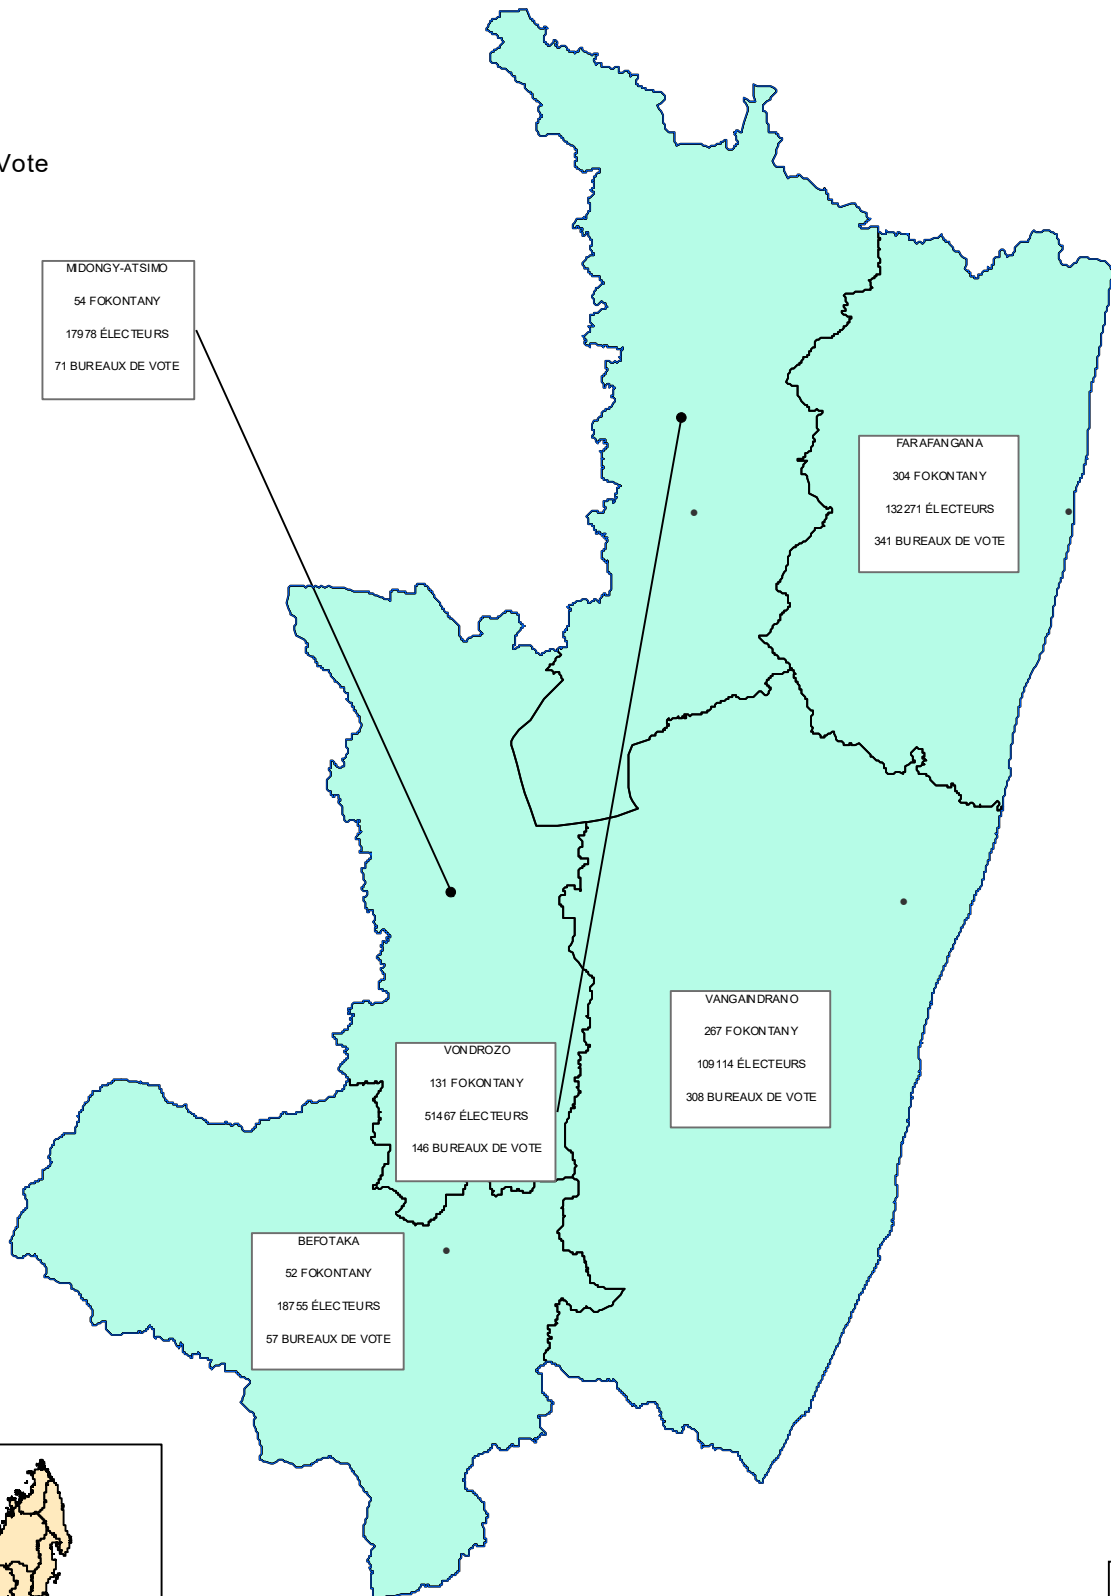 Vote
MIDONGY-ATSIMO
54 FOKONTANY
17978 ÉLECTEURS
71 BUREAUX DE VOTE
FARAFANGANA
304 FOKONTANY
132271 ÉLECTEURS
341 BUREAUX DE VOTE
VANGAINDRANO
267 FOKONTANY
109114 ÉLECTEURS
308 BUREAUX DE VOTE
VONDROZO
131 FOKONTANY
51467 ÉLECTEURS
146 BUREAUX DE VOTE
BEFOTAKA
52 FOKONTANY
18755 ÉLECTEURS
57 BUREAUX DE VOTE